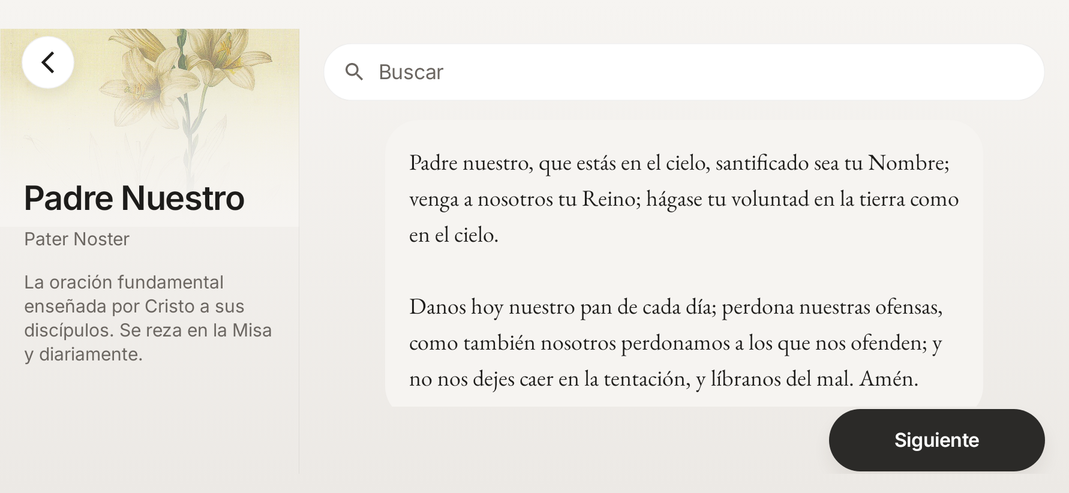 Padre Nuestro
Pater Noster
La oración fundamental
enseñada por Cristo a sus
discípulos. Se reza en la Misa
y diariamente.
Buscar
Padre nuestro, que estás en el cielo, santificado sea tu Nombre;
venga a nosotros tu Reino; hágase tu voluntad en la tierra como
en el cielo.
Danos hoy nuestro pan de cada día; perdona nuestras ofensas,
como también nosotros perdonamos a los que nos ofenden; y
no nos dejes caer en la tentación, y líbranos del mal. Amén.
Siguiente